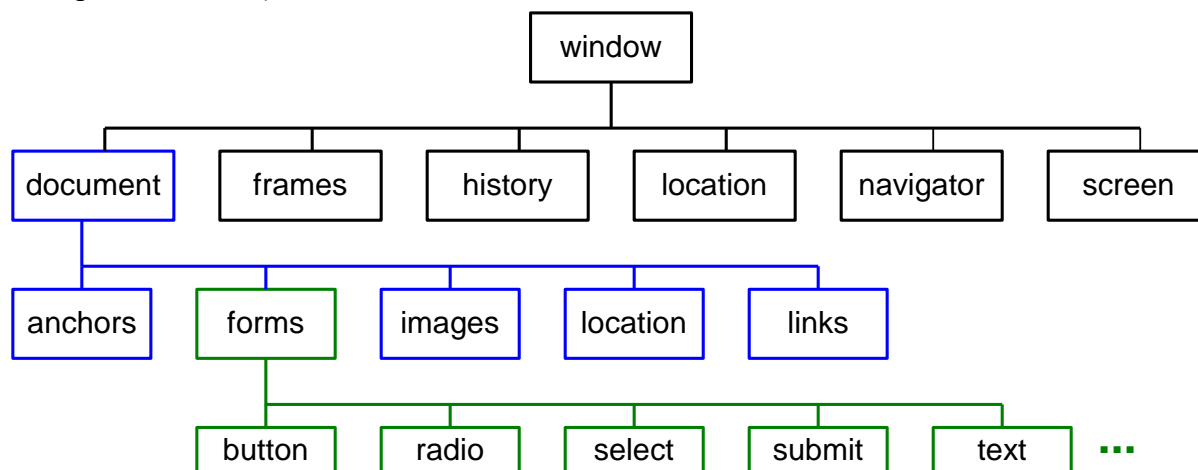 window
document frames history location navigator screen
anchors forms images location links
button radio select submit text ...